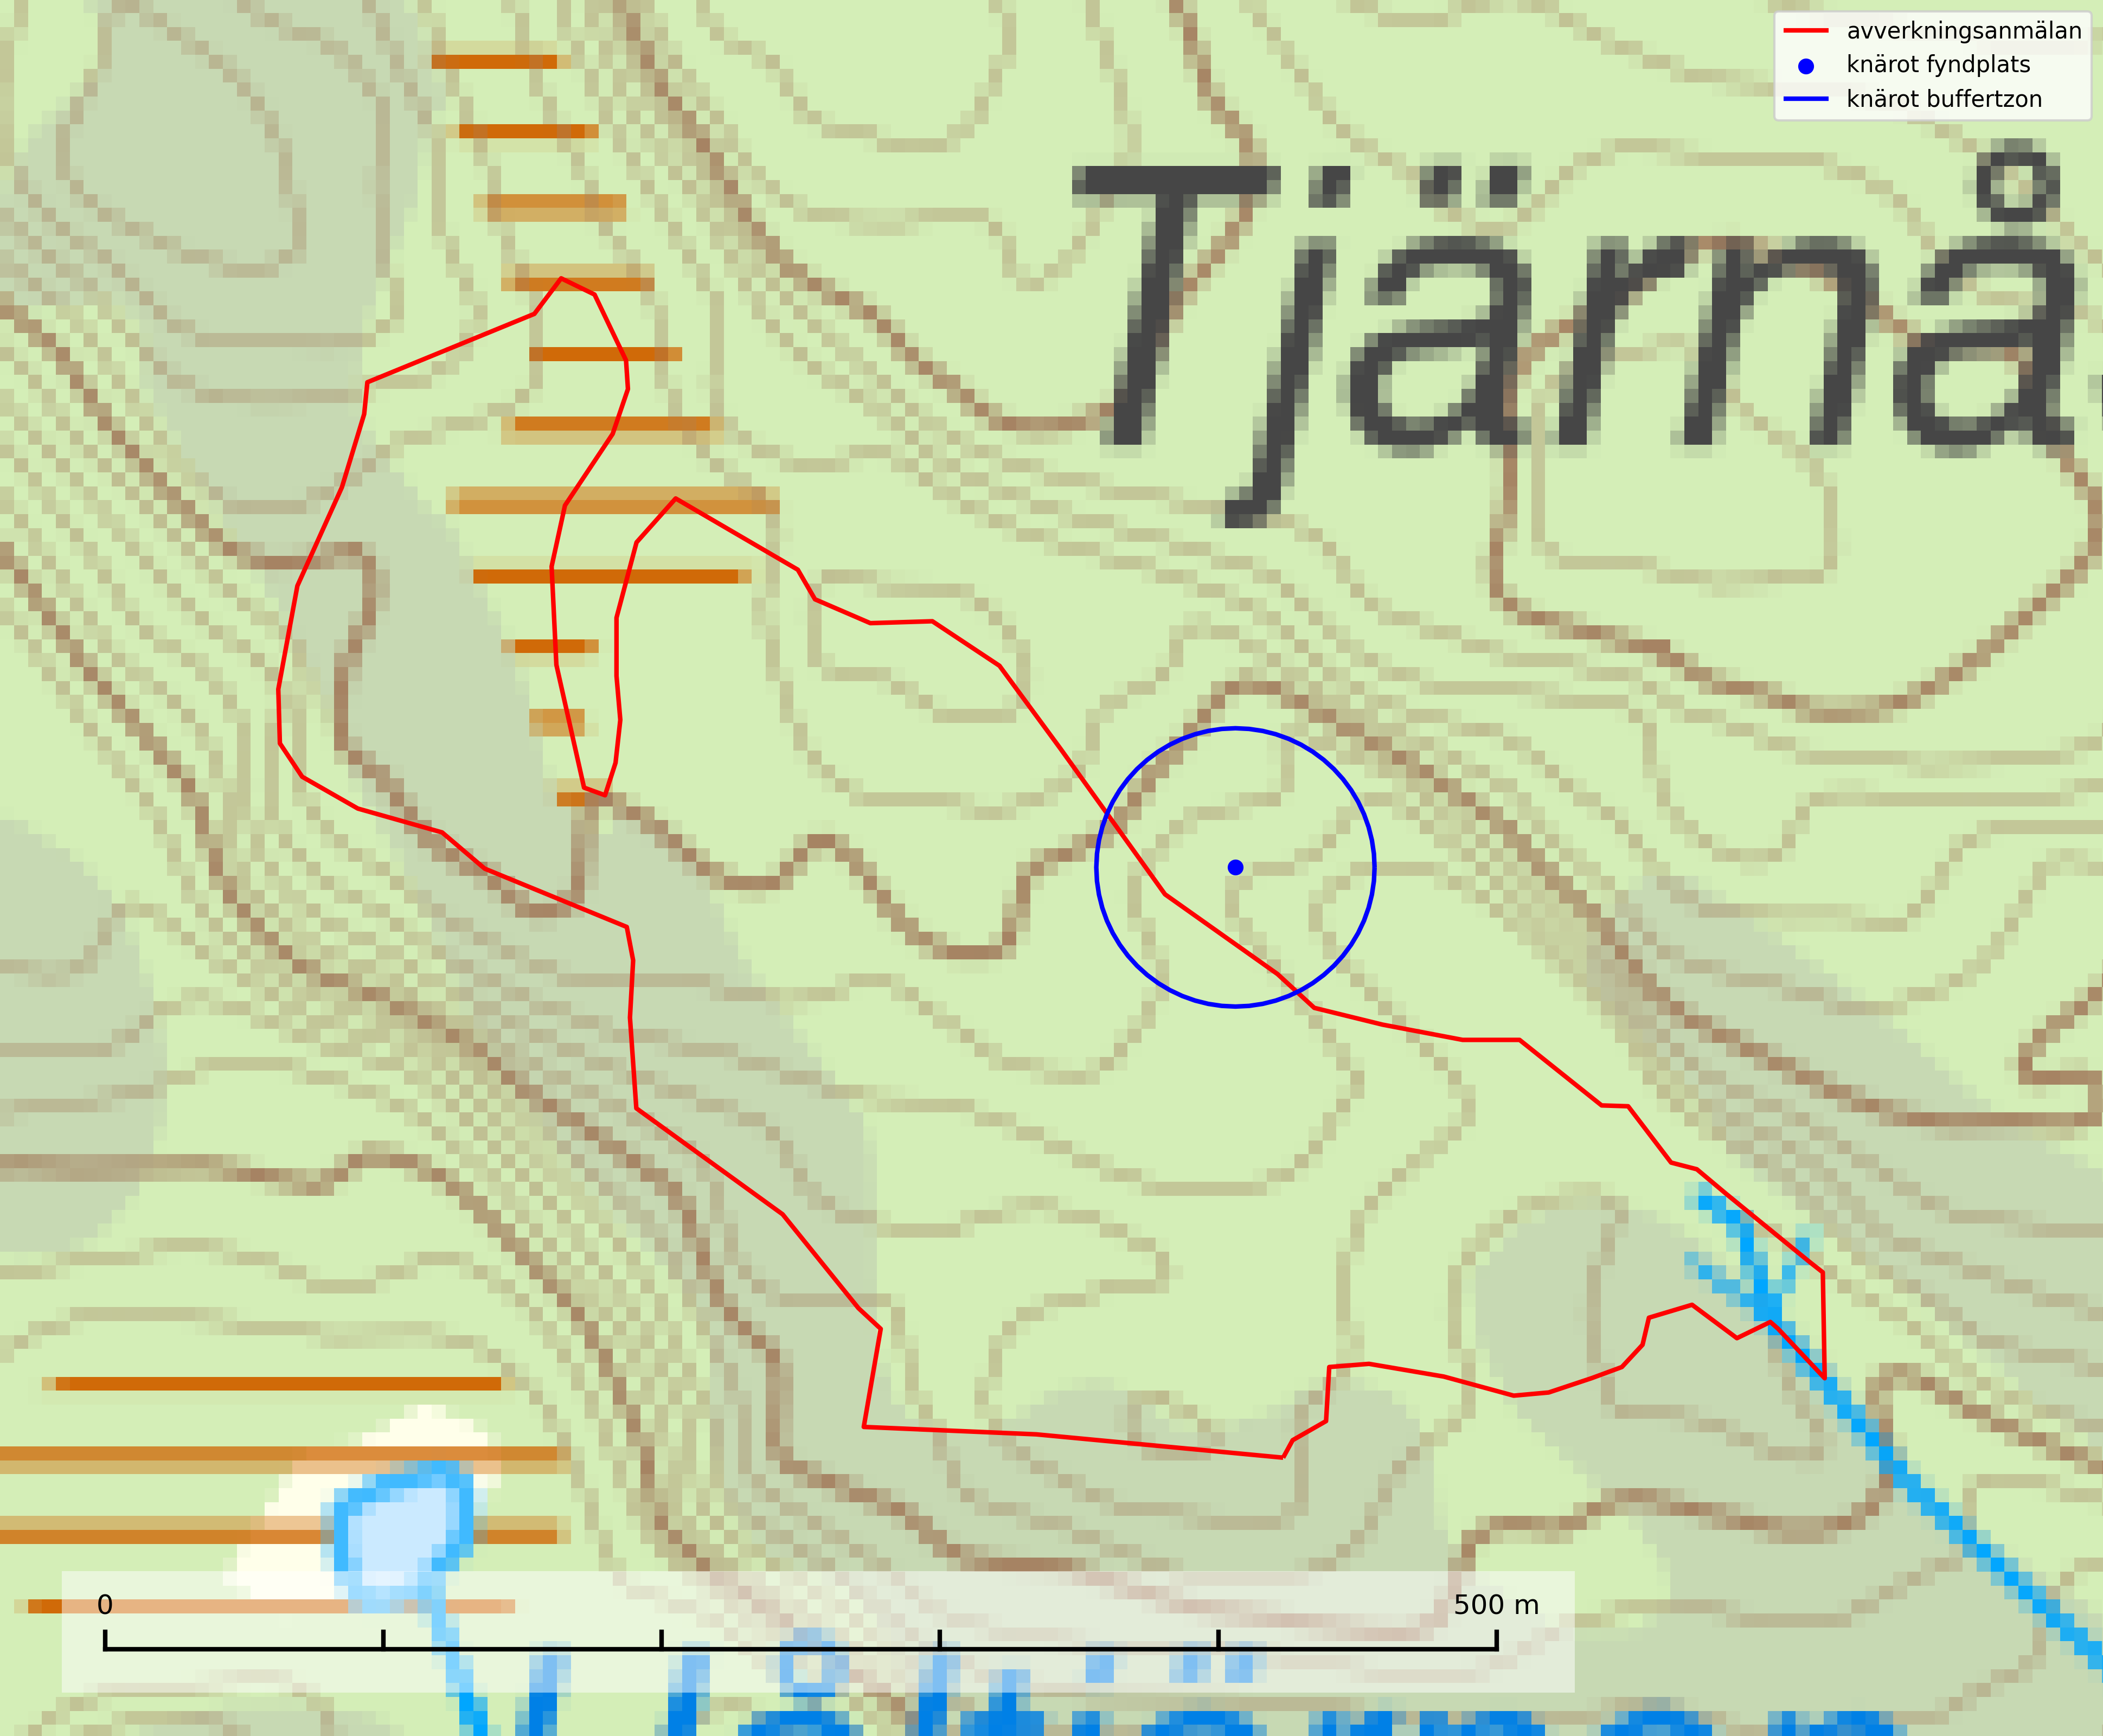 avverkningsanmälan
knärot fyndplats
knärot buffertzon
Tjärnå
0
500 m